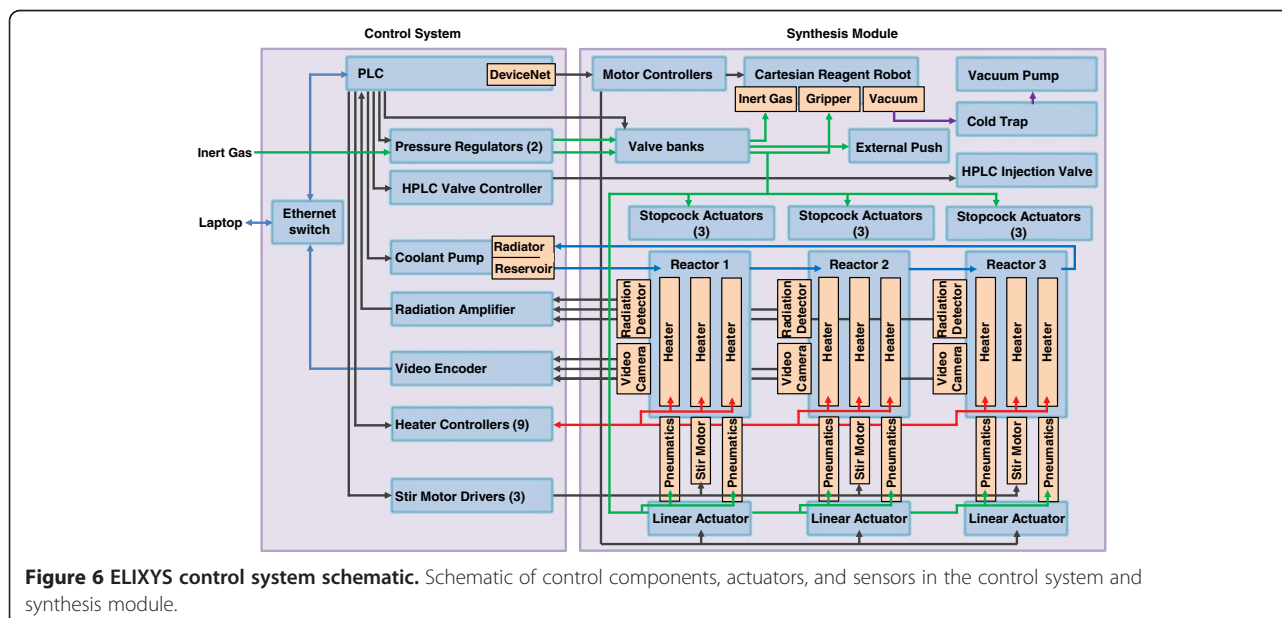 Control System
Synthesis Module
PLC
DeviceNet
Motor Controllers
Cartesian Reagent Robot
Vacuum Pump
Inert Gas
Gripper
Vacuum
Cold Trap
Inert Gas
Pressure Regulators (2)
Valve banks
External Push
HPLC Valve Controller
HPLC Injection Valve
Laptop
Ethernet
switch
Stopcock Actuators
(3)
Stopcock Actuators
(3)
Stopcock Actuators
(3)
Coolant Pump
Radiator
Reservoir
Reactor 1
Reactor 2
Reactor 3
Radiation Amplifier
Radiation
Detector
Heater
Heater
Heater
Radiation
Detector
Heater
Heater
Heater
Radiation
Detector
Heater
Heater
Heater
Video Encoder
Video
Camera
Video
Camera
Video
Camera
Heater Controllers (9)
Pneumatics
Stir Motor
Pneumatics
Pneumatics
Stir Motor
Pneumatics
Pneumatics
Stir Motor
Pneumatics
Stir Motor Drivers (3)
Linear Actuator
Linear Actuator
Linear Actuator
Figure 6 ELIXYS control system schematic. Schematic of control components, actuators, and sensors in the control system and
synthesis module.